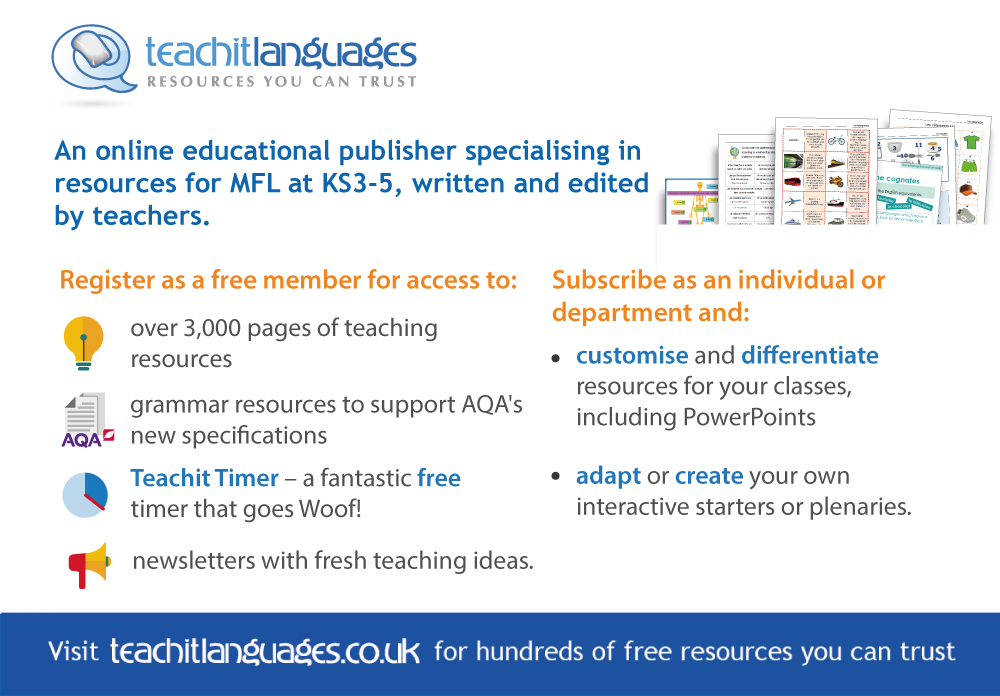 teachitlanguages
RESOURCES YOU CAN TRUST
An online educational publisher specialising in
resources for MFL at KS3-5, written and edited
by teachers.
he cognates
Register as a free member for access to:
over 3,000 pages of teaching
resources
grammar resources to support AQA's
new specifications
AQA
Teachit Timer – a fantastic free
timer that goes Woof!
newsletters with fresh teaching ideas.
Subscribe as an individual or
department and:
• customise and differentiate
resources for your classes,
including PowerPoints
• adapt or create your own
interactive starters or plenaries.
Visit teachitlanguages.co.uk for hundreds of free resources you can trust